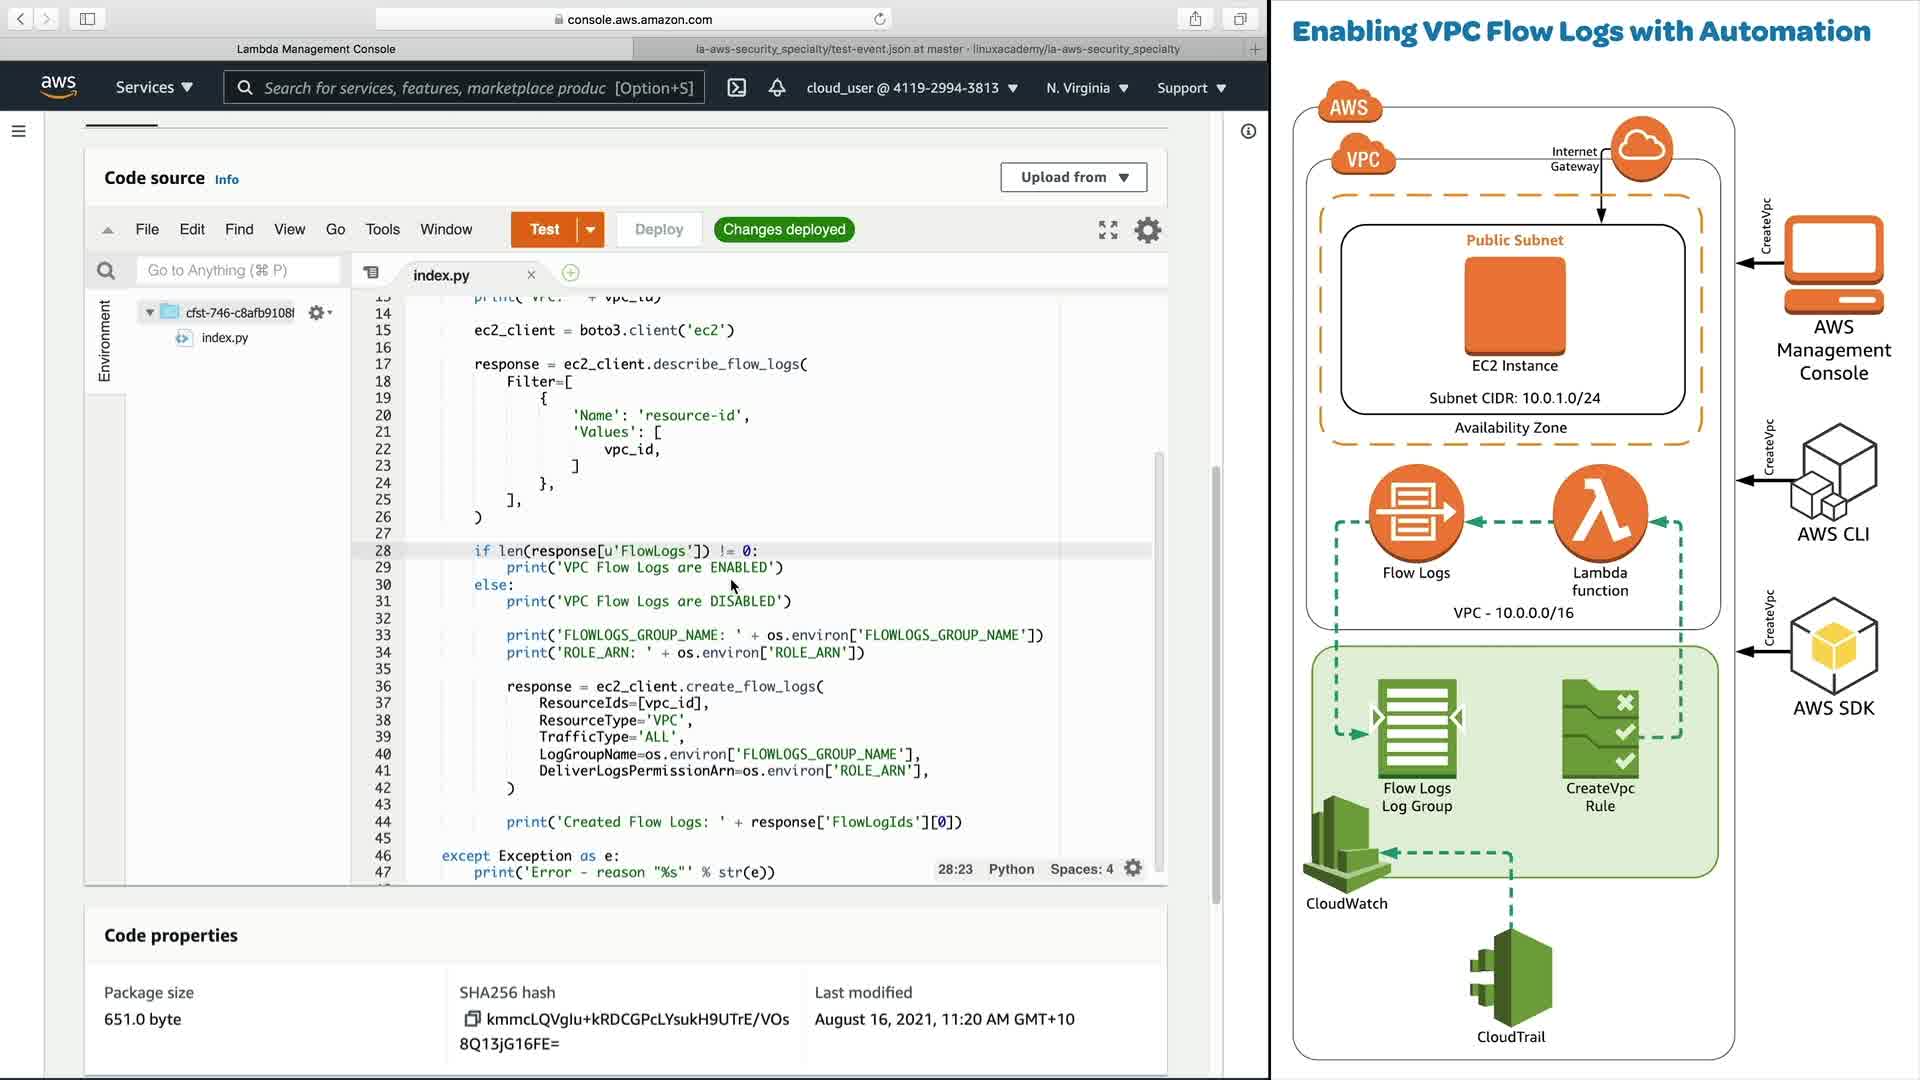 console.aws.amazon.com
Lambda Management Console
la-aws-security_specialty/test-event.json at master · linuxacademy/la-aws-security_specialty
aws
Services
Search for services, features, marketplace produc [Option+S]
cloud_user @ 4119-2994-3813
N. Virginia
Support
Code source Info
Upload from
File Edit Find View Go Tools Window
Test
Deploy
Changes deployed
Go to Anything (⌘ P)
index.py
Environment
cfst-746-c8afb9108f
index.py
13 print("VPC: " + vpc_id)
14
15 ec2_client = boto3.client('ec2')
16
17 response = ec2_client.describe_flow_logs(
18 Filter=[
19 {
20 'Name': 'resource-id',
21 'Values': [
22 vpc_id,
23 ]
24 },
25 ],
26 )
27
28 if len(response[u'FlowLogs']) != 0:
29 print('VPC Flow Logs are ENABLED')
30 else:
31 print('VPC Flow Logs are DISABLED')
32
33 print('FLOWLOGS_GROUP_NAME: ' + os.environ['FLOWLOGS_GROUP_NAME'])
34 print('ROLE_ARN: ' + os.environ['ROLE_ARN'])
35
36 response = ec2_client.create_flow_logs(
37 ResourceIds=[vpc_id],
38 ResourceType='VPC',
39 TrafficType='ALL',
40 LogGroupName=os.environ['FLOWLOGS_GROUP_NAME'],
41 DeliverLogsPermissionArn=os.environ['ROLE_ARN'],
42 )
43
44 print('Created Flow Logs: ' + response['FlowLogIds'][0])
45
46 except Exception as e:
47 print('Error - reason "%s"' % str(e))
28:23 Python Spaces: 4
Code properties
Package size
651.0 byte
SHA256 hash
kmmcLQVglu+kRDCGPcLYsukH9UTrE/VOs
8Q13jG16FE=
Last modified
August 16, 2021, 11:20 AM GMT+10
Enabling VPC Flow Logs with Automation
AWS
VPC
Internet
Gateway
Public Subnet
EC2 Instance
Subnet CIDR: 10.0.1.0/24
Availability Zone
Flow Logs
Lambda
function
VPC - 10.0.0.0/16
Flow Logs
Log Group
CreateVpc
Rule
CloudWatch
CloudTrail
CreateVpc
AWS
Management
Console
CreateVpc
AWS CLI
CreateVpc
AWS SDK